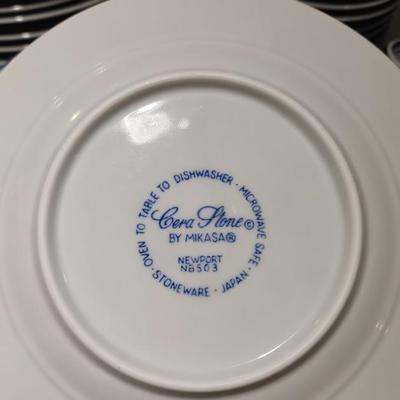 OVEN TO TABLE TO DISHWASHER · MICROWAVE SAFE · JAPAN · STONEWARE ·
Cera Stone©
BY MIKASA®
NEWPORT
NB503